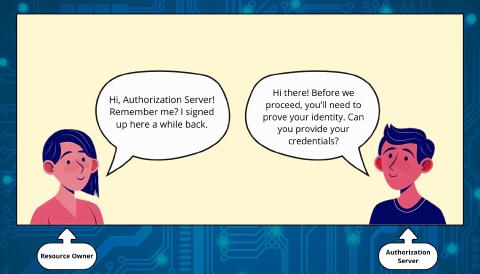 Hi, Authorization Server!
Remember me? I signed
up here a while back.
Hi there! Before we
proceed, you'll need to
prove your identity. Can
you provide your
credentials?
Resource Owner
Authorization
Server